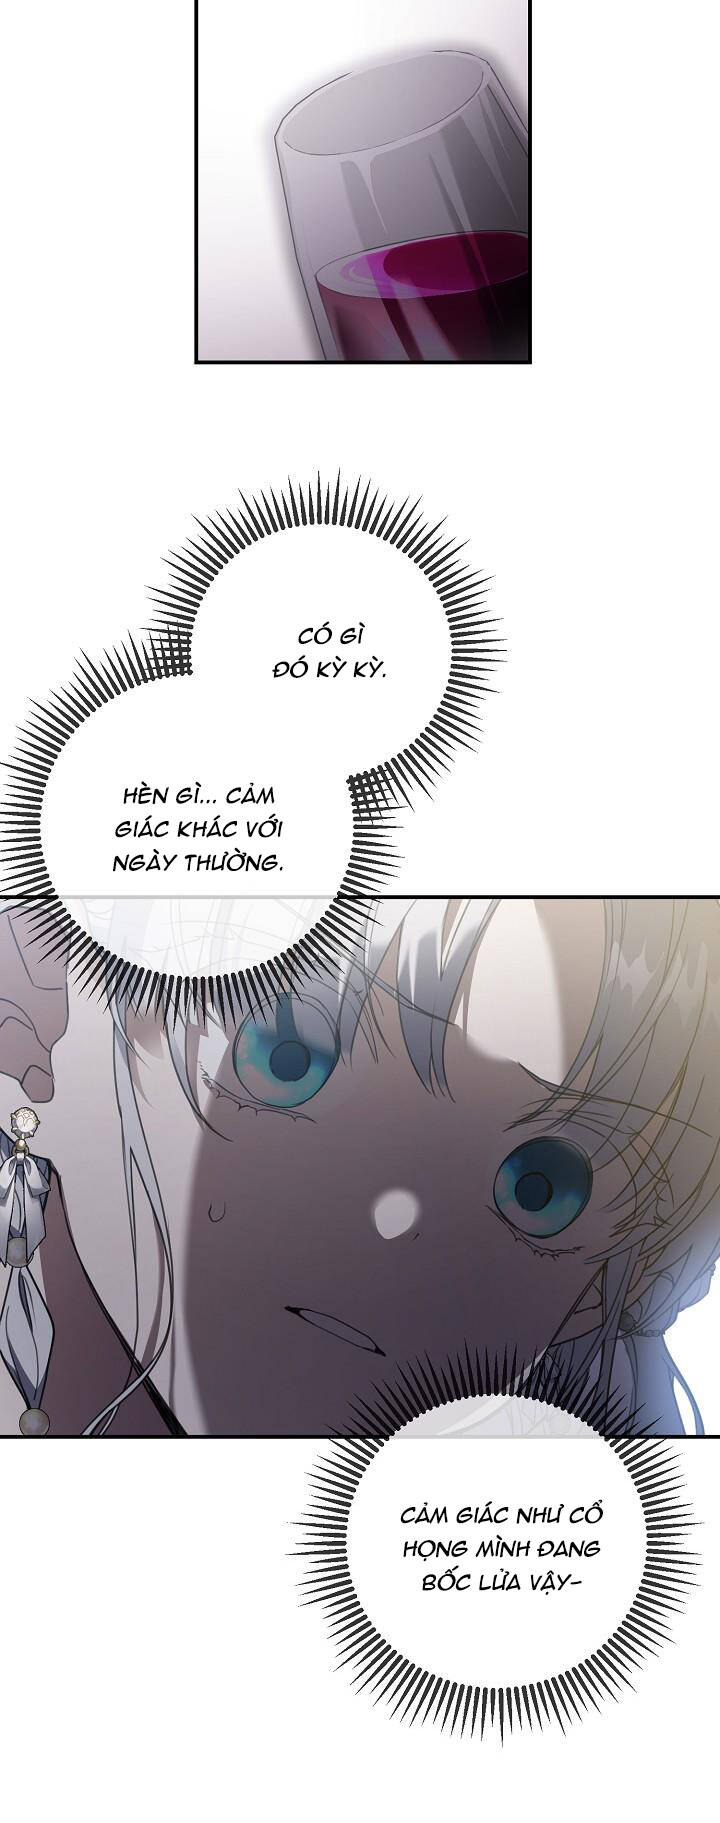 CÓ GÌ
ĐÓ KỲ KỲ.
HÈN GÌ... CẢM
GIÁC KHÁC VỚI
NGÀY THƯỜNG.
CẢM GIÁC NHƯ CỔ
HỌNG MÌNH ĐANG
BỐC LỬA VẬY-